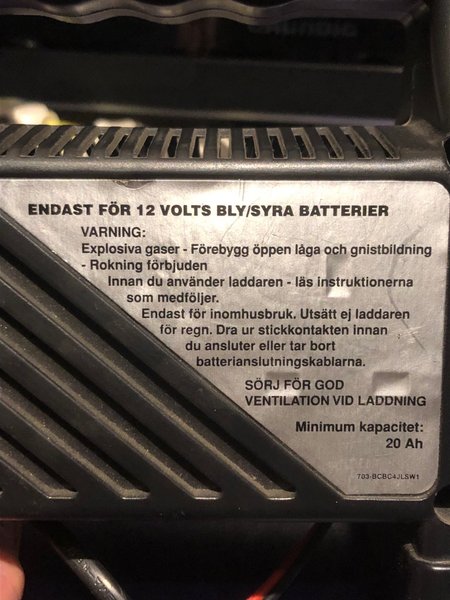 ENDAST FÖR 12 VOLTS BLY/SYRA BATTERIER
VARNING:
Explosiva gaser - Förebygg öppen låga och gnistbildning
- Rokning förbjuden
Innan du använder laddaren - läs instruktionerna
som medföljer.
Endast för inomhusbruk. Utsätt ej laddaren
för regn. Dra ur stickkontakten innan
du ansluter eller tar bort
batterianslutningskablarna.
SÖRJ FÖR GOD
VENTILATION VID LADDNING
Minimum kapacitet:
20 Ah
703-BCBC4JLSW1